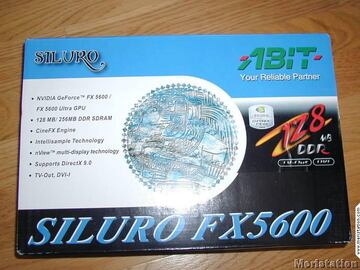 SILURO
ABIT
Your Reliable Partner
• NVIDIA GeForce™ FX 5600 /
FX 5600 Ultra GPU
• 128 MB/ 256MB DDR SDRAM
• CineFX Engine
• Intellisample Technology
• nView™ multi-display technology
• Supports DirectX 9.0
• TV-Out, DVI-I
128 MB
DDR
SILURO FX5600
Meristation